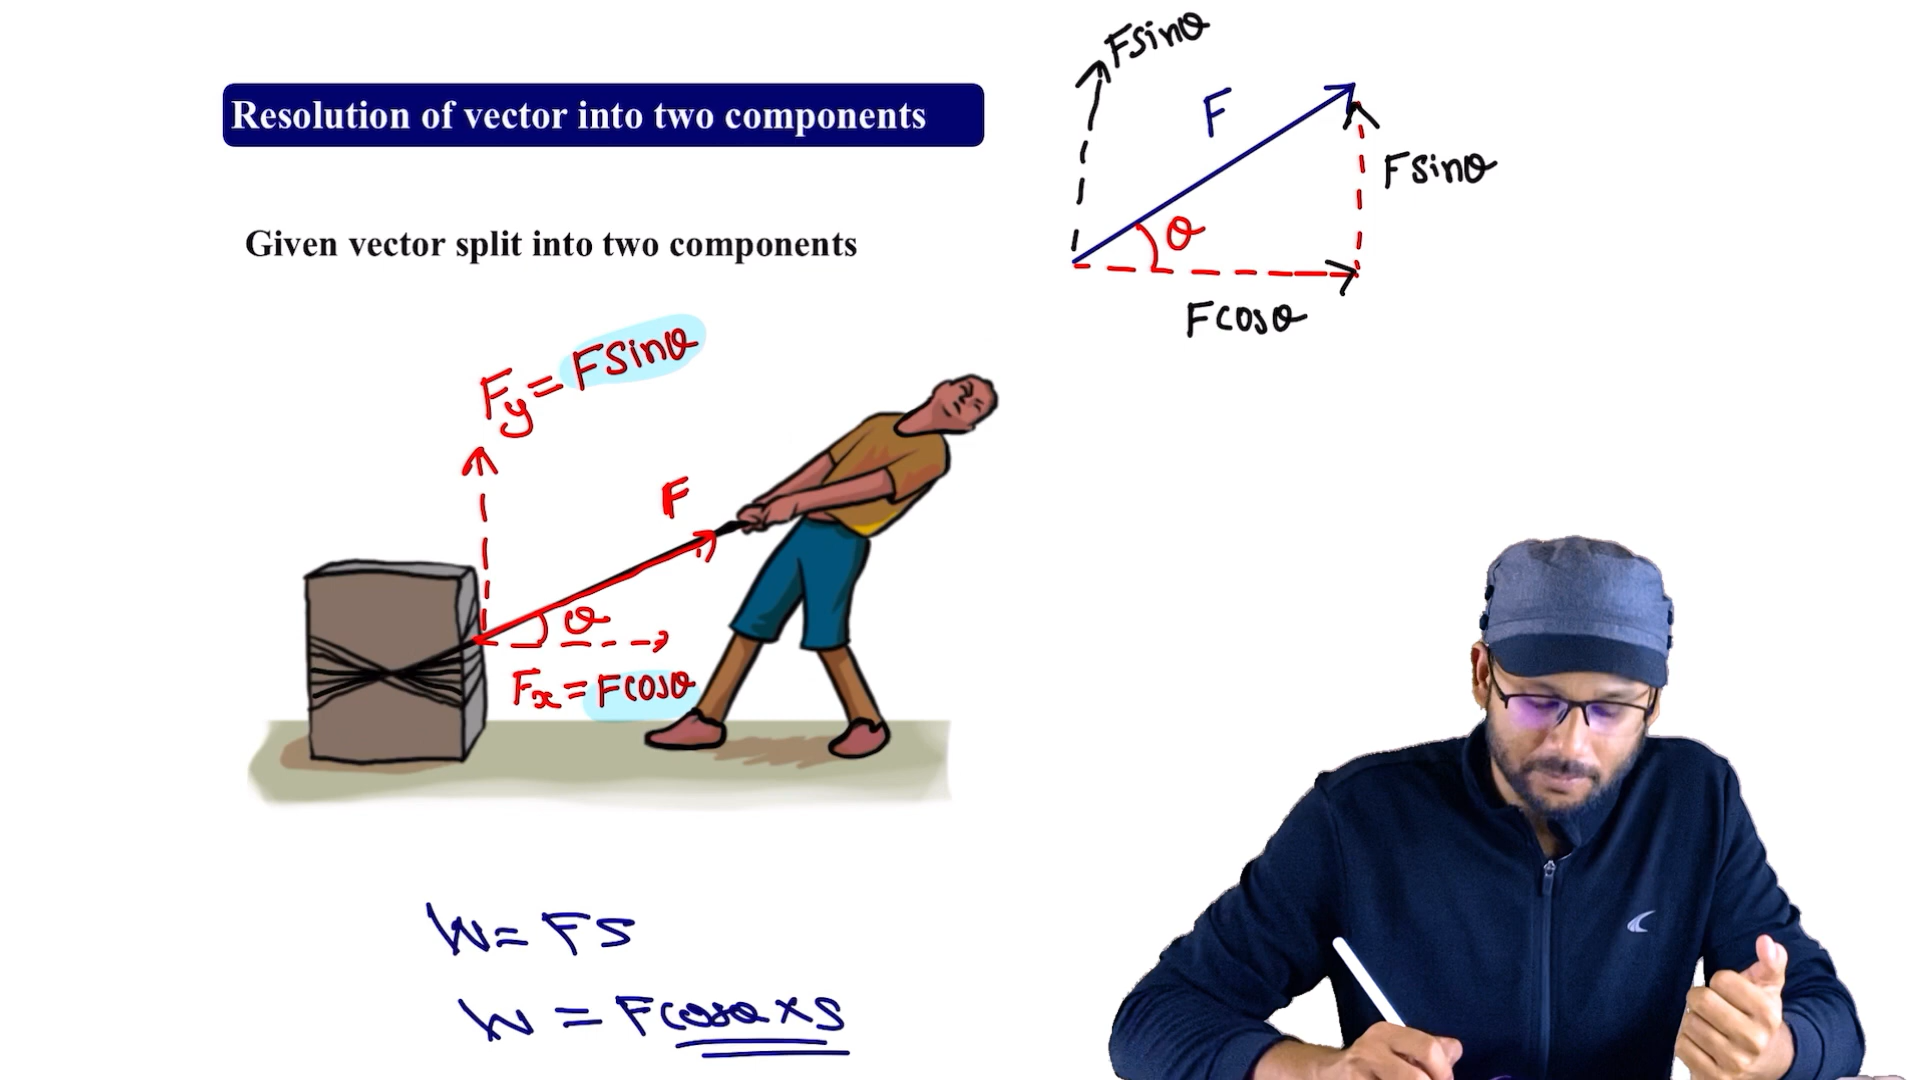 Resolution of vector into two components
Given vector split into two components
Fsinθ
F
Fsinθ
θ
Fcosθ
Fy = FSinθ
F
θ
Fx = Fcosθ
W = FS
W = Fcosθ × S